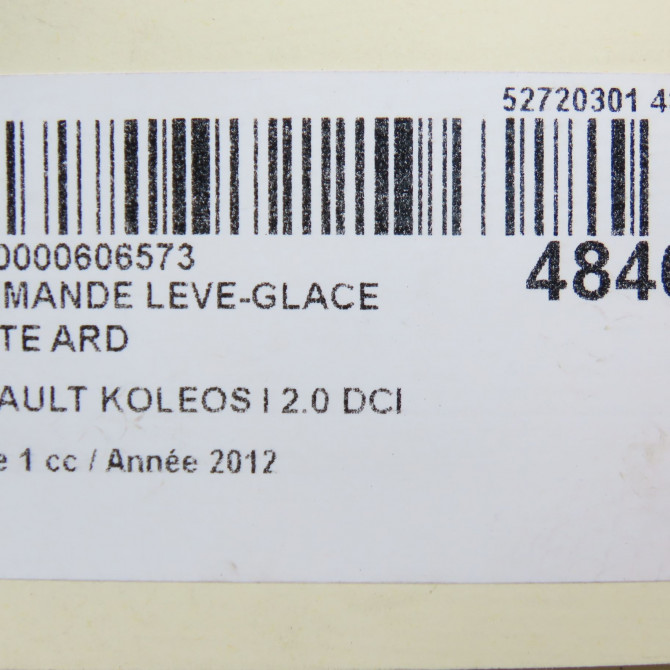 52720301 4
0000606573
4840
MANDE LEVE-GLACE
TE ARD
AULT KOLEOS I 2.0 DCI
e 1 cc / Année 2012